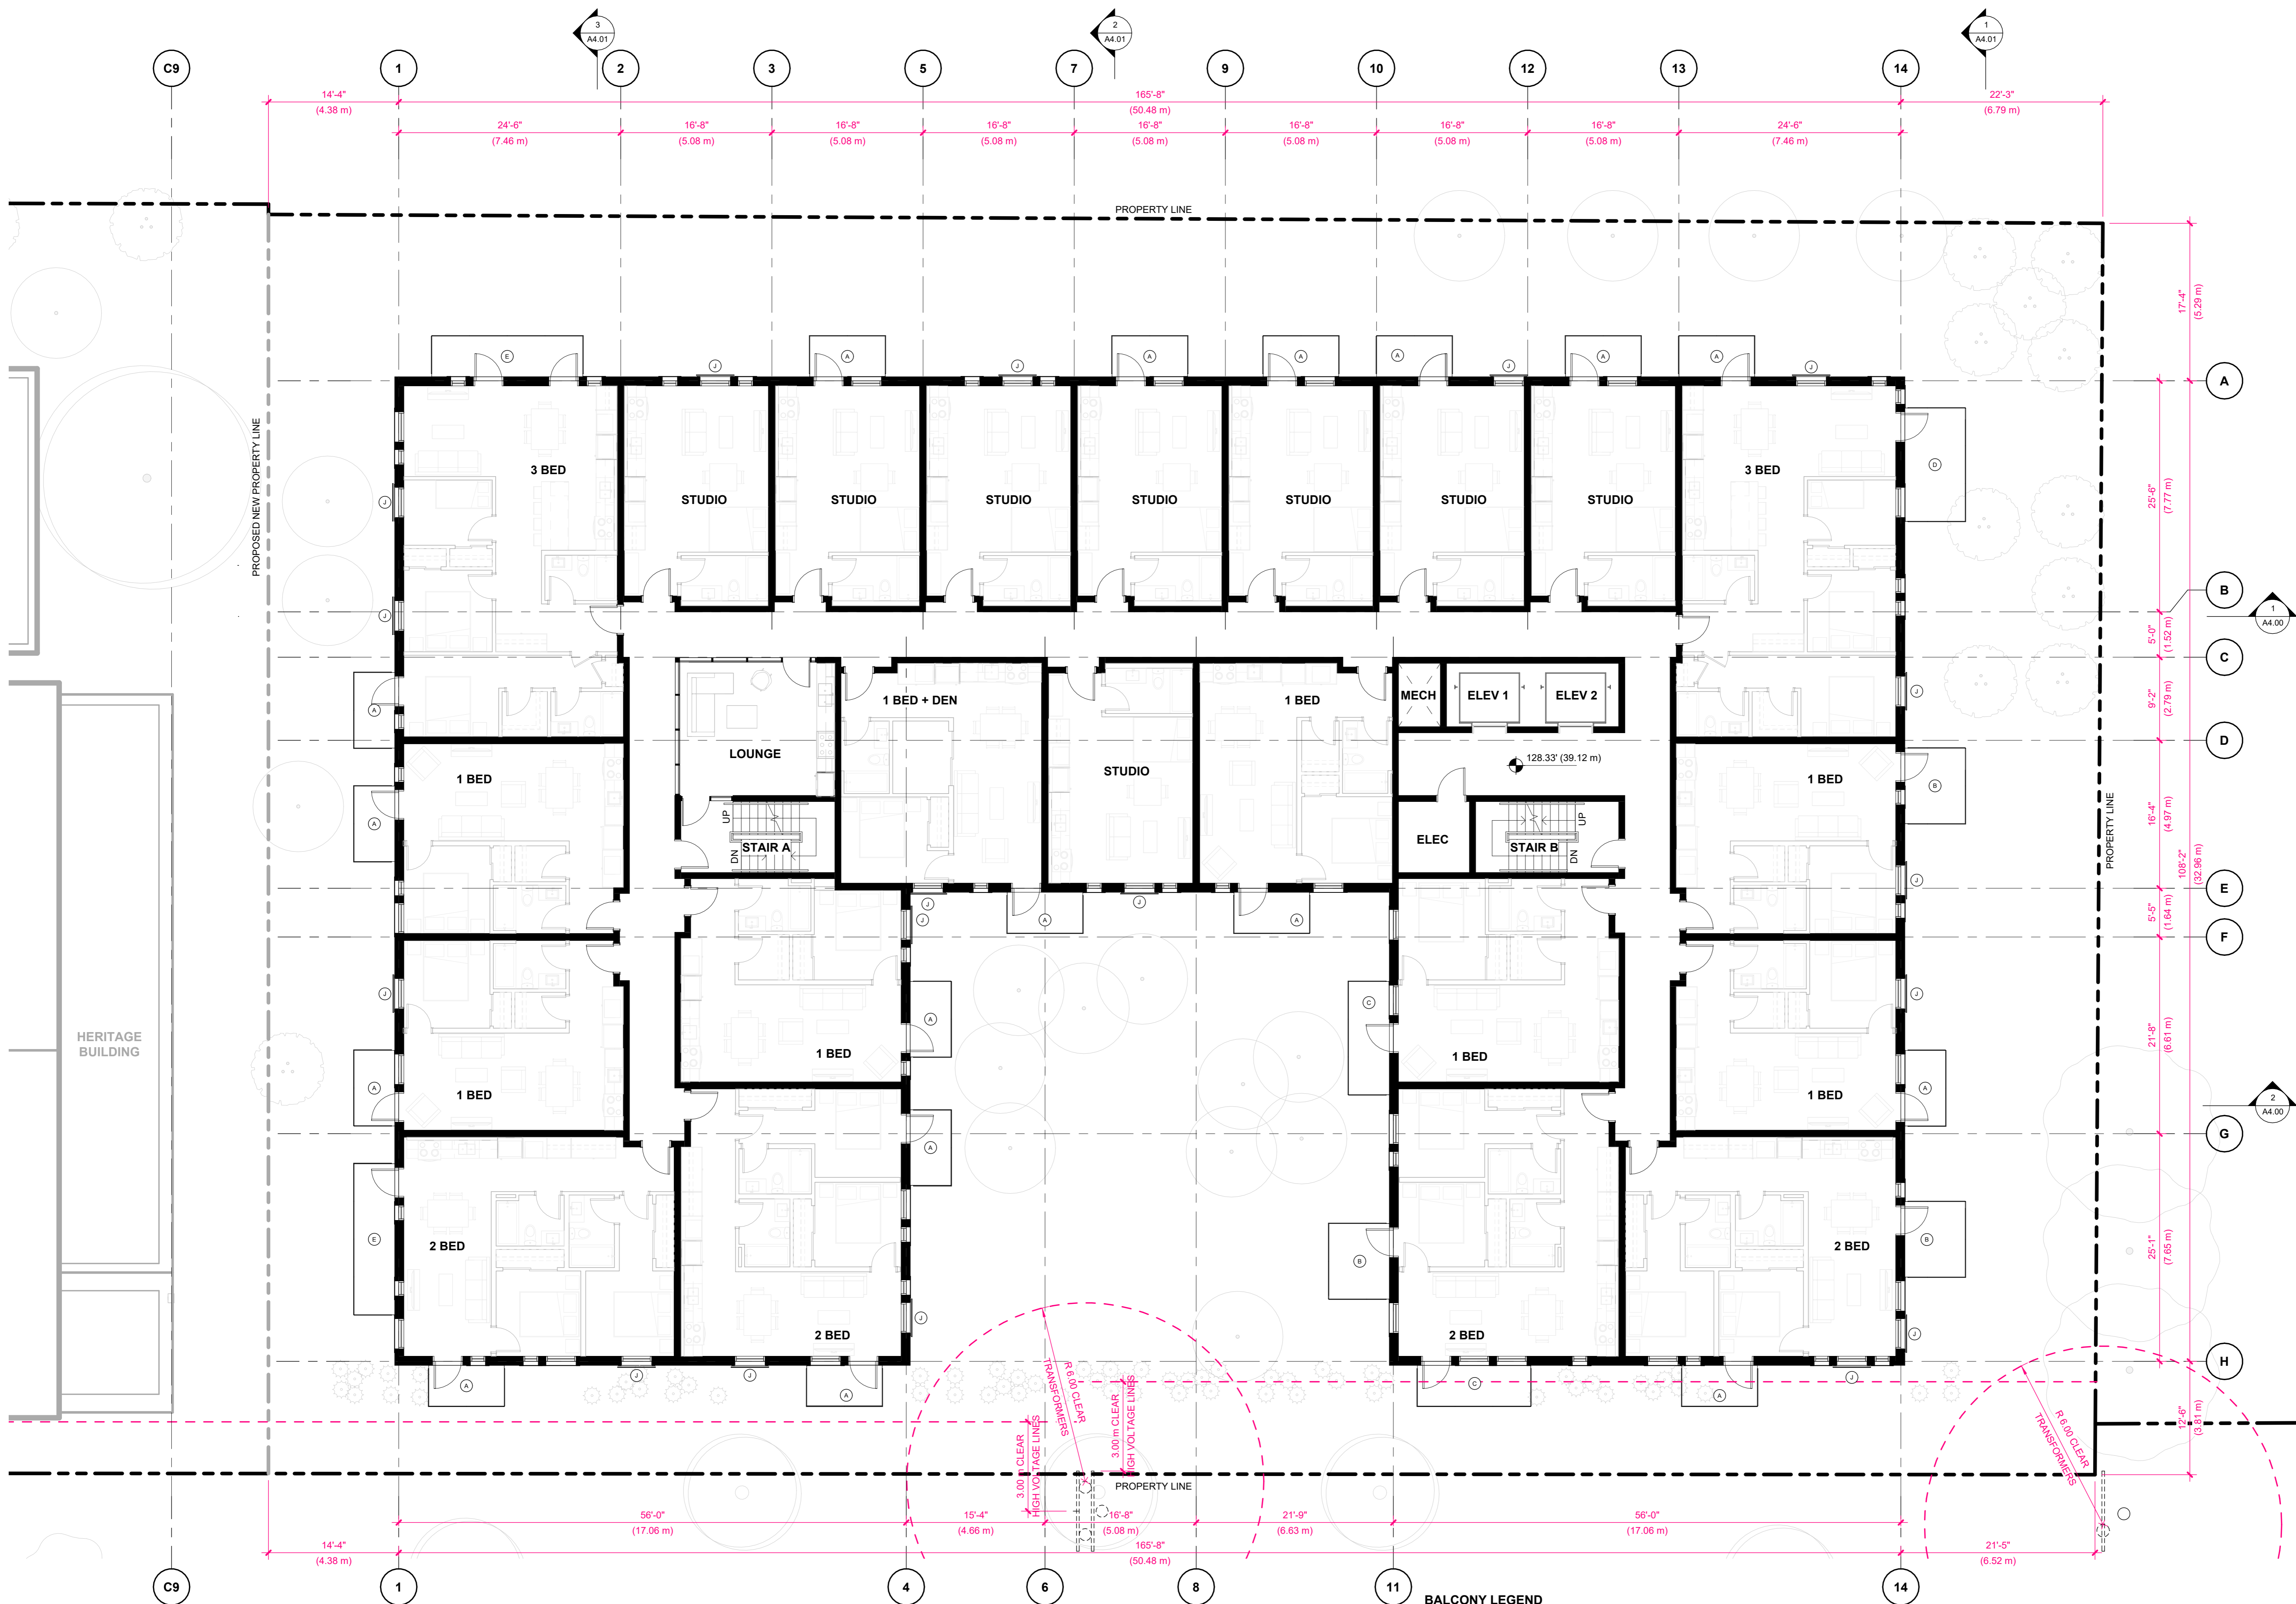 3
A4.01
2
A4.01
1
A4.01
C9
1
2
3
5
7
9
10
12
13
14
14'-4"
(4.38 m)
165'-8"
(50.48 m)
22'-3"
(6.79 m)
24'-6"
(7.46 m)
16'-8"
(5.08 m)
16'-8"
(5.08 m)
16'-8"
(5.08 m)
16'-8"
(5.08 m)
16'-8"
(5.08 m)
16'-8"
(5.08 m)
16'-8"
(5.08 m)
24'-6"
(7.46 m)
PROPERTY LINE
PROPOSED NEW PROPERTY LINE
17'-4"
(5.29 m)
E
J
A
J
A
A
A
J
A
A
J
A
3 BED
STUDIO
STUDIO
STUDIO
STUDIO
STUDIO
STUDIO
STUDIO
3 BED
D
J
J
25'-6"
(7.77 m)
B
5'-0"
(1.52 m)
1
A4.00
C
9'-2"
(2.79 m)
D
A
J
LOUNGE
1 BED + DEN
STUDIO
1 BED
MECH
ELEV 1
ELEV 2
128.33' (39.12 m)
1 BED
A
1 BED
B
16'-4"
(4.97 m)
108'-2"
(32.96 m)
PROPERTY LINE
UP
DN
STAIR A
ELEC
STAIR B
UP
DN
J
J
J
A
J
A
J
E
5'-5"
(1.64 m)
F
J
A
C
J
HERITAGE
BUILDING
1 BED
1 BED
1 BED
1 BED
A
A
A
21'-8"
(6.61 m)
2
A4.00
G
E
2 BED
2 BED
B
2 BED
2 BED
B
J
J
25'-1"
(7.65 m)
H
A
J
J
A
C
A
J
R 6.00 CLEAR
TRANSFORMERS
3.00 m CLEAR
HIGH VOLTAGE LINES
3.00 m CLEAR
HIGH VOLTAGE LINES
R 6.00 CLEAR
TRANSFORMERS
12'-6"
(3.81 m)
PROPERTY LINE
56'-0"
(17.06 m)
15'-4"
(4.66 m)
16'-8"
(5.08 m)
21'-9"
(6.63 m)
56'-0"
(17.06 m)
14'-4"
(4.38 m)
165'-8"
(50.48 m)
21'-5"
(6.52 m)
C9
1
4
6
8
11
14
BALCONY LEGEND